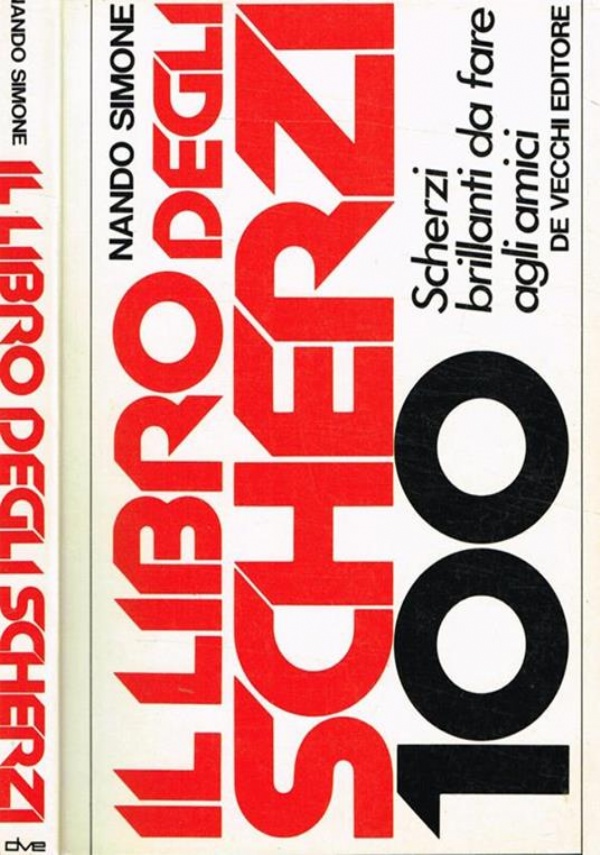 NANDO SIMONE
IL LIBRO DEGLI SCHERZI
dve
NANDO SIMONE
IL LIBRO DEGLI
SCHERZI
100
Scherzi
brillanti da fare
agli amici
DE VECCHI EDITORE